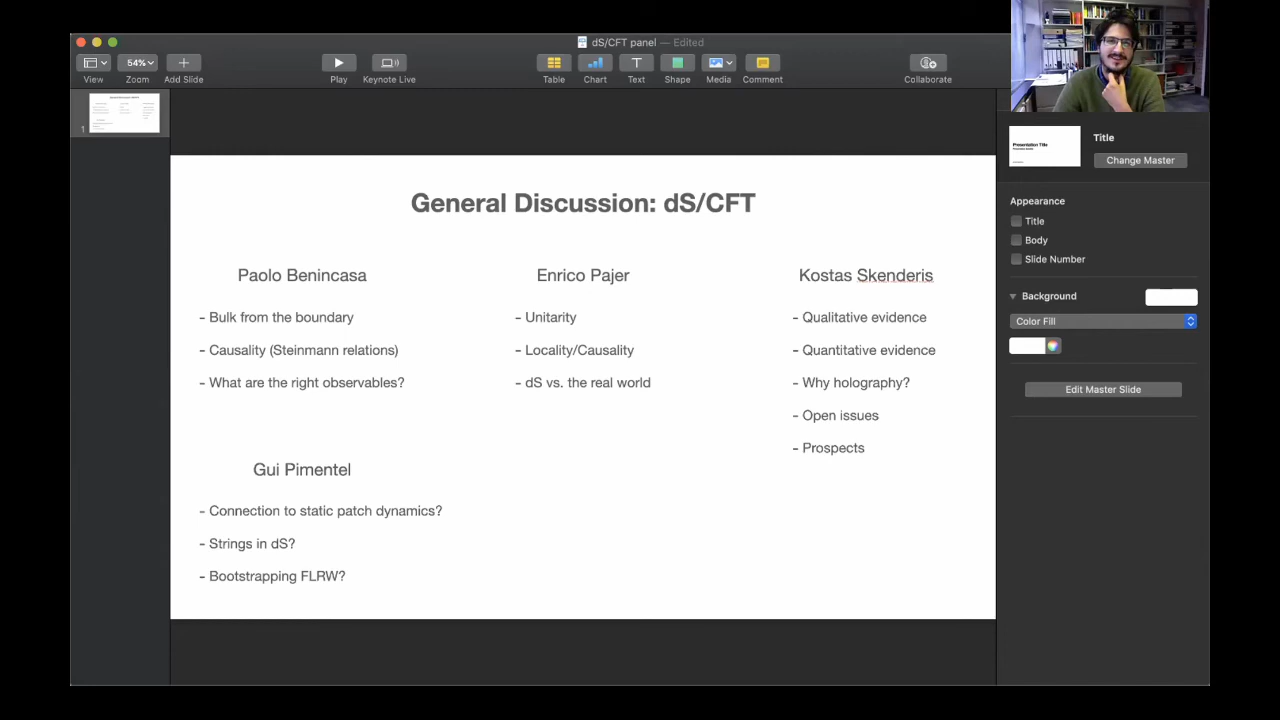 dS/CFT panel — Edited
54%
View
Zoom
Add Slide
Play
Keynote Live
Table
Chart
Text
Shape
Media
Comment
Collaborate
1
General Discussion: dS/CFT
Paolo Benincasa
- Bulk from the boundary
- Causality (Steinmann relations)
- What are the right observables?
Enrico Pajer
- Unitarity
- Locality/Causality
- dS vs. the real world
Kostas Skenderis
- Qualitative evidence
- Quantitative evidence
- Why holography?
- Open issues
- Prospects
Gui Pimentel
- Connection to static patch dynamics?
- Strings in dS?
- Bootstrapping FLRW?
Presentation Title
Title
Change Master
Appearance
Title
Body
Slide Number
Background
Color Fill
Edit Master Slide